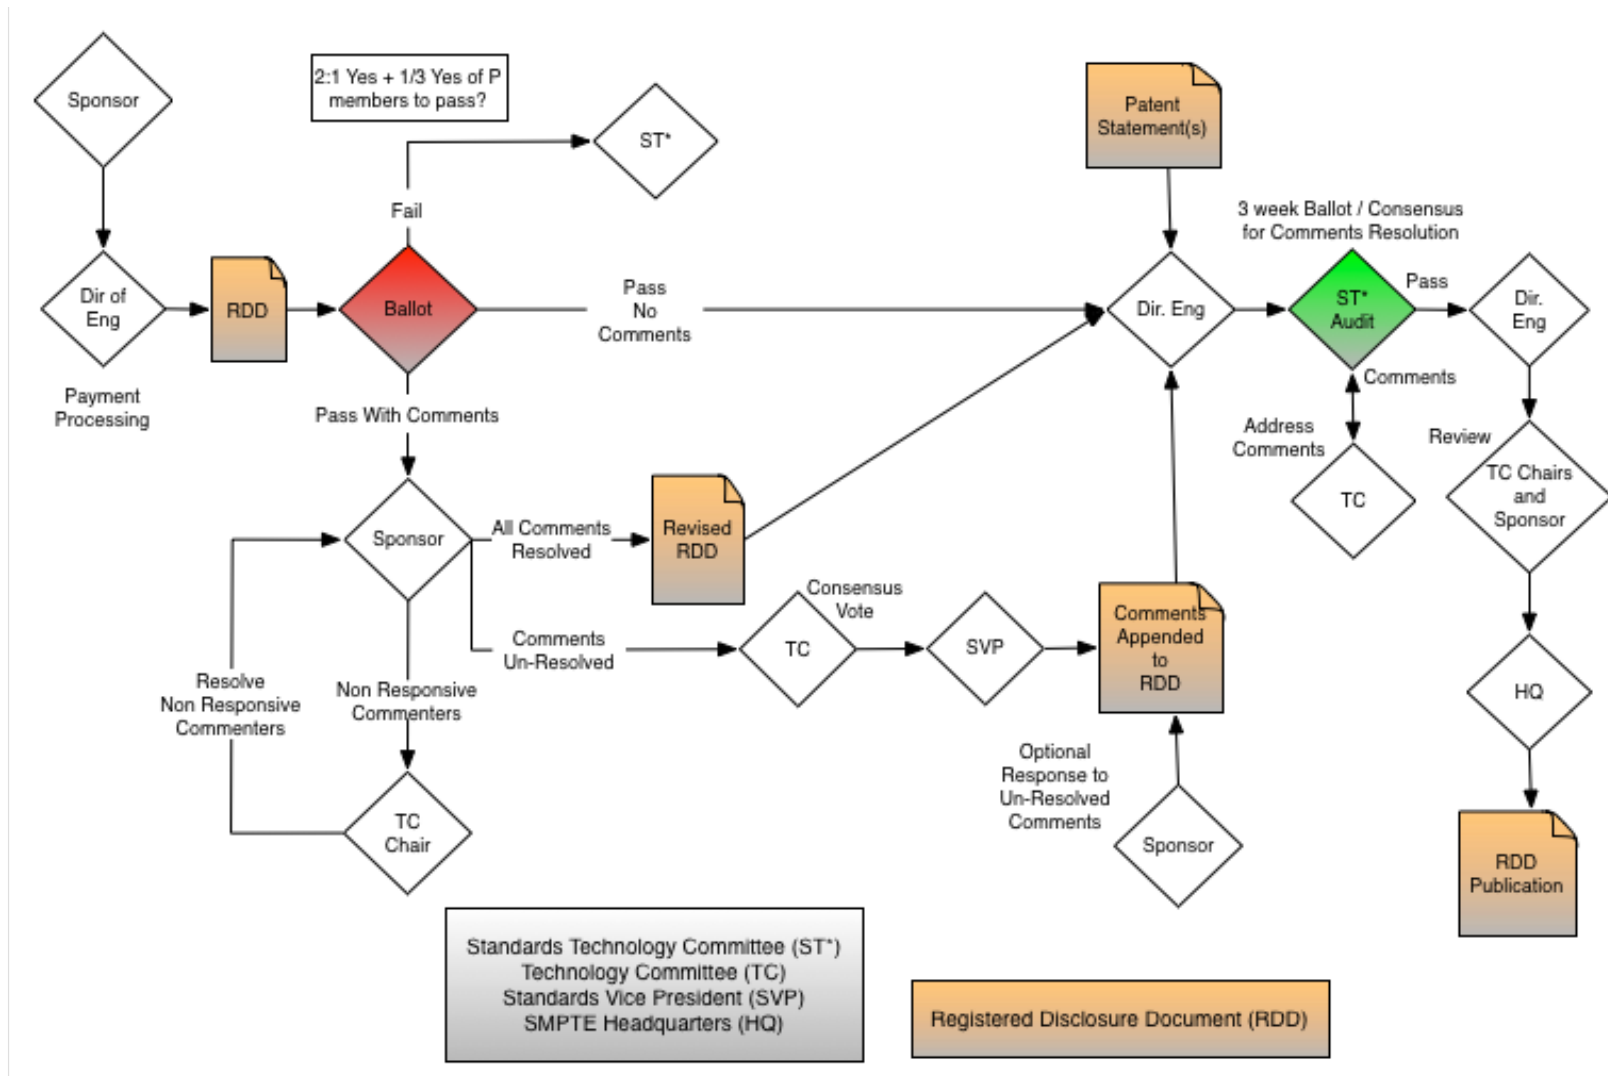 Sponsor
2:1 Yes + 1/3 Yes of P
members to pass?
ST*
Patent
Statement(s)
Fail
3 week Ballot / Consensus
for Comments Resolution
Dir of
Eng
RDD
Ballot
Pass
No
Comments
Dir. Eng
ST*
Audit
Pass
Dir.
Eng
Payment
Processing
Pass With Comments
Comments
Address
Comments
TC
Review
TC Chairs
and
Sponsor
Sponsor
All Comments
Resolved
Revised
RDD
Comments
Un-Resolved
TC
Consensus
Vote
SVP
Comments
Appended
to
RDD
HQ
Resolve
Non Responsive
Commenters
Non Responsive
Commenters
TC
Chair
Optional
Response to
Un-Resolved
Comments
Sponsor
RDD
Publication
Standards Technology Committee (ST*)
Technology Committee (TC)
Standards Vice President (SVP)
SMPTE Headquarters (HQ)
Registered Disclosure Document (RDD)